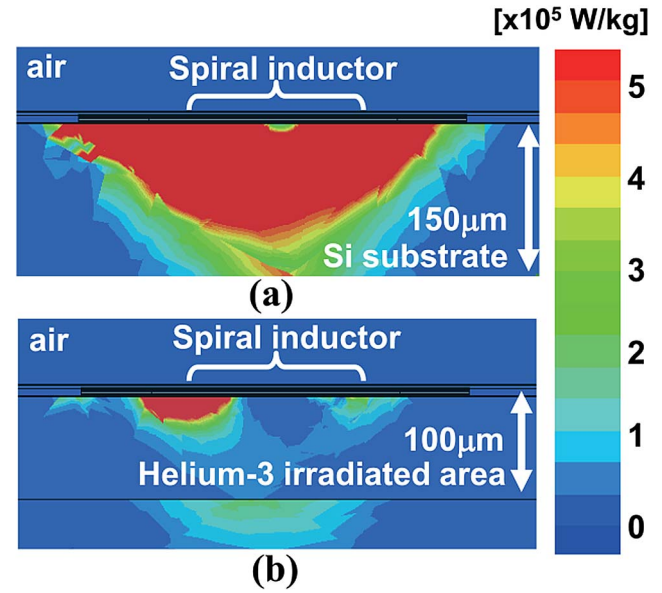 [x10⁵ W/kg]
air
Spiral inductor
5
4
150μm
Si substrate
3
(a)
air
Spiral inductor
2
100μm
1
Helium-3 irradiated area
0
(b)